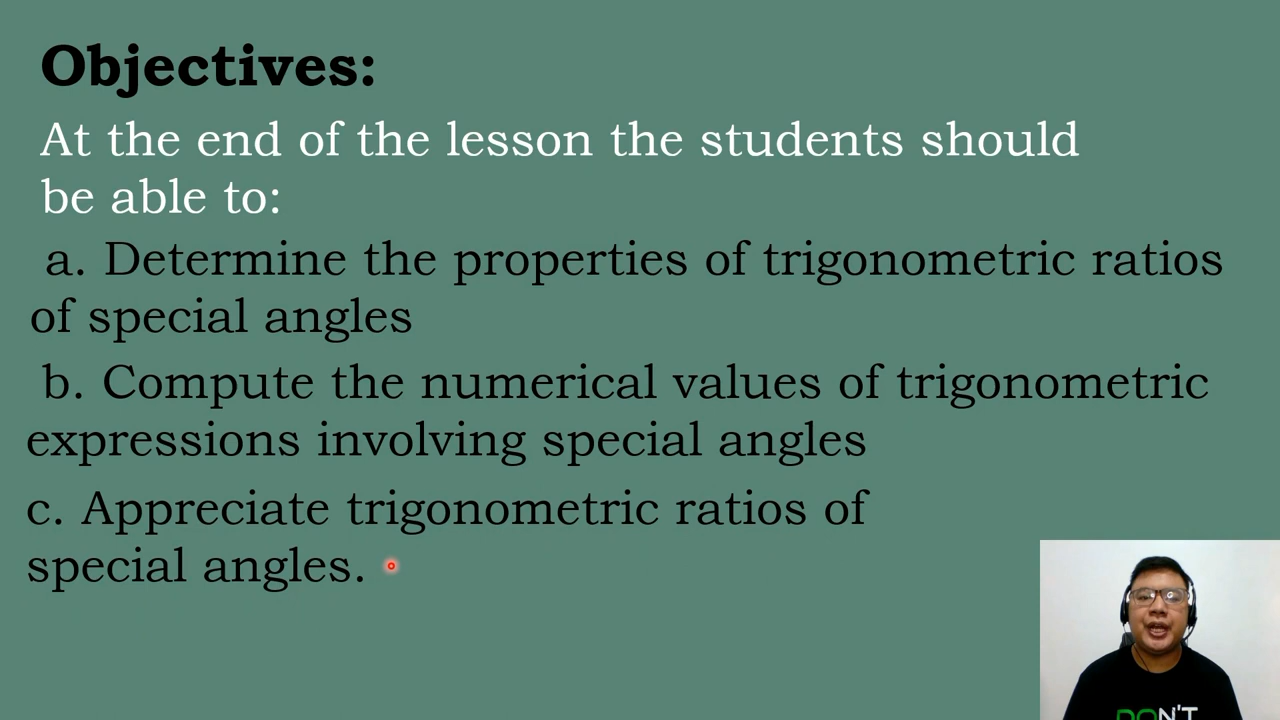 Objectives:
At the end of the lesson the students should
be able to:
a. Determine the properties of trigonometric ratios
of special angles
b. Compute the numerical values of trigonometric
expressions involving special angles
c. Appreciate trigonometric ratios of
special angles.
DON'T